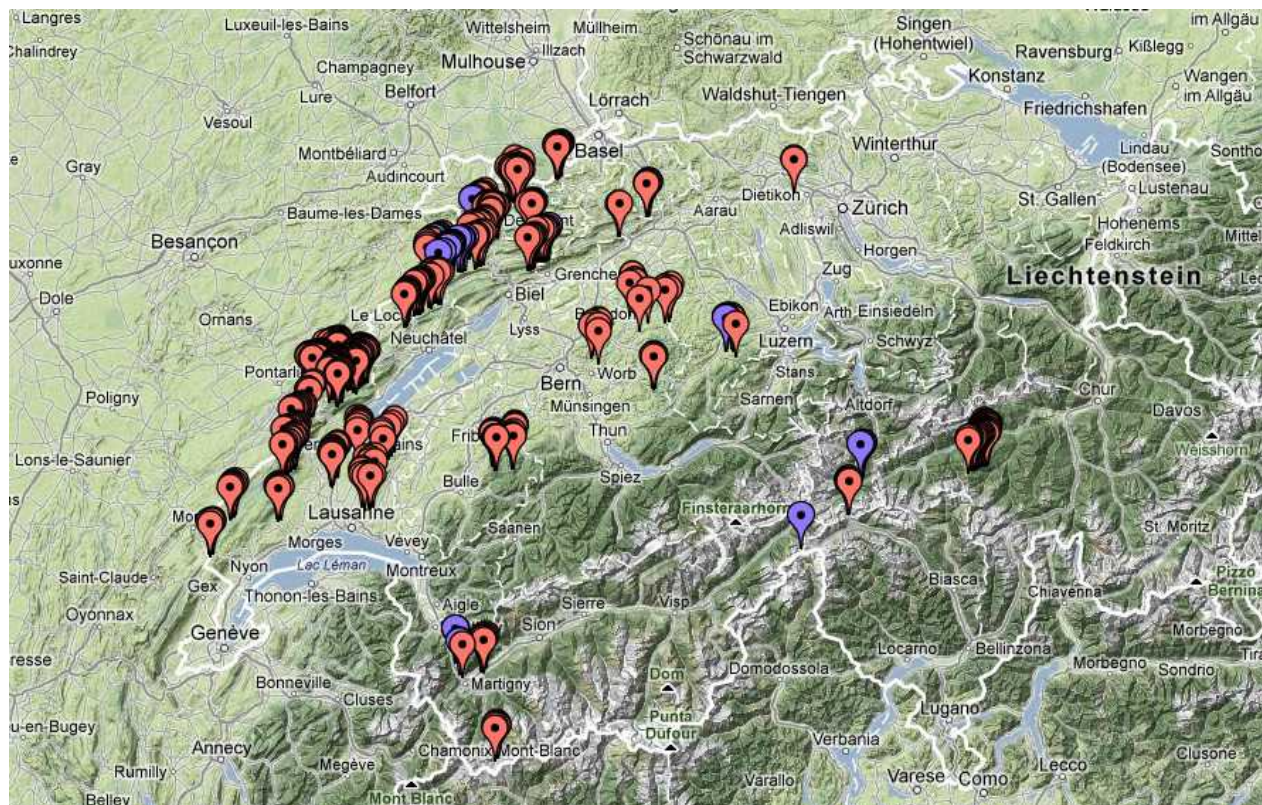 Langres
Luxeuil-les-Bains
Wittelsheim
Müllheim
Singen
(Hohentwiel)
im Allgäu
Chalindrey
Illzach
Schönau im
Schwarzwald
Ravensburg
Kißlegg
Champagney
Mulhouse
Konstanz
Wangen
im Allgäu
Lure
Belfort
Lörrach
Waldshut-Tiengen
Friedrichshafen
Vesoul
Montbéliard
Basel
Winterthur
Lindau
(Bodensee)
Gray
Audincourt
Dietikon
St. Gallen
Lustenau
Baume-les-Dames
Aarau
Zürich
Hohenems
Besançon
Adliswil
Feldkirch
Horgen
Dole
Grenchen
Zug
Liechtenstein
Biel
Ornans
Le Loc
Ebikon
Arth
Einsiedeln
Neuchâtel
Lyss
Luzern
Schwyz
Pontarl
Bern
Worb
Stans
Poligny
Münsingen
Sarnen
Altdorf
Chur
Davos
Lons-le-Saunier
Thun
Weisshorn
Bulle
Spiez
Lausanne
Saanen
Finsteraarhorn
St. Moritz
Morges
Vevey
Nyon
Lac Léman
Montreux
Saint-Claude
Gex
Biasca
Pizzo
Bernina
Oyonnax
Thonon-les-Bains
Aigle
Sierre
Visp
Chiavenna
Genève
Sion
Morbegno
Locarno
Bellinzona
Martigny
Domodossola
Morbegno
Sondrio
Bonneville
Cluses
Dom
Punta
Dufour
Lugano
Annecy
Chamonix Mont-Blanc
Verbania
Clusone
Rumilly
Megève
Lecco
Mont Blanc
Varallo
Varese
Como
Belley